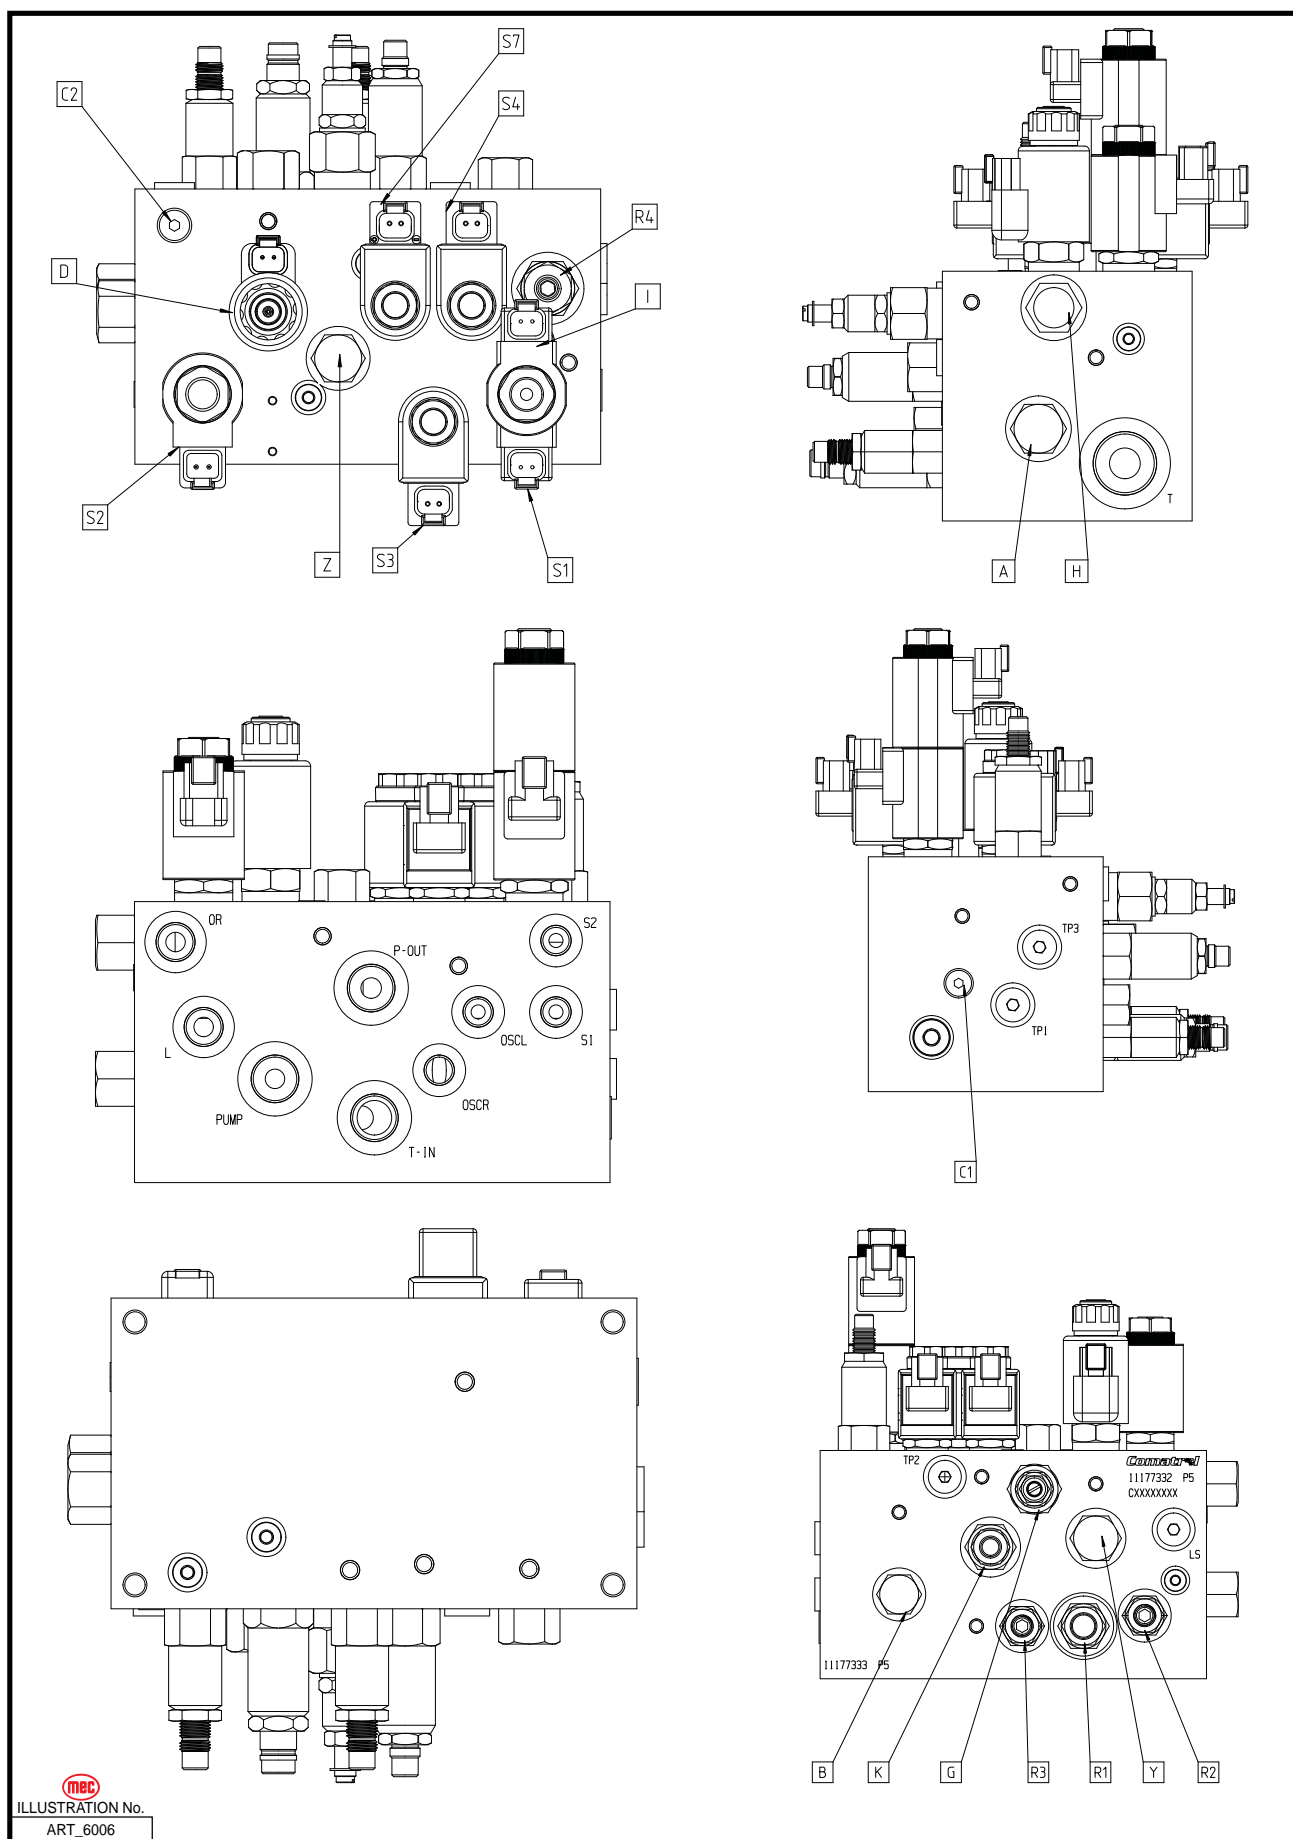 S7
C2
S4
R4
D
I
S2
Z
S3
S1
T
A
H
OR
S2
P-OUT
OSCL
S1
L
PUMP
OSCR
T-IN
TP3
TP1
C1
TP2
Comatrol
11177332 P5
CXXXXXXXX
LS
11177333 P5
B
K
G
R3
R1
Y
R2
mec
ILLUSTRATION No.
ART_6006